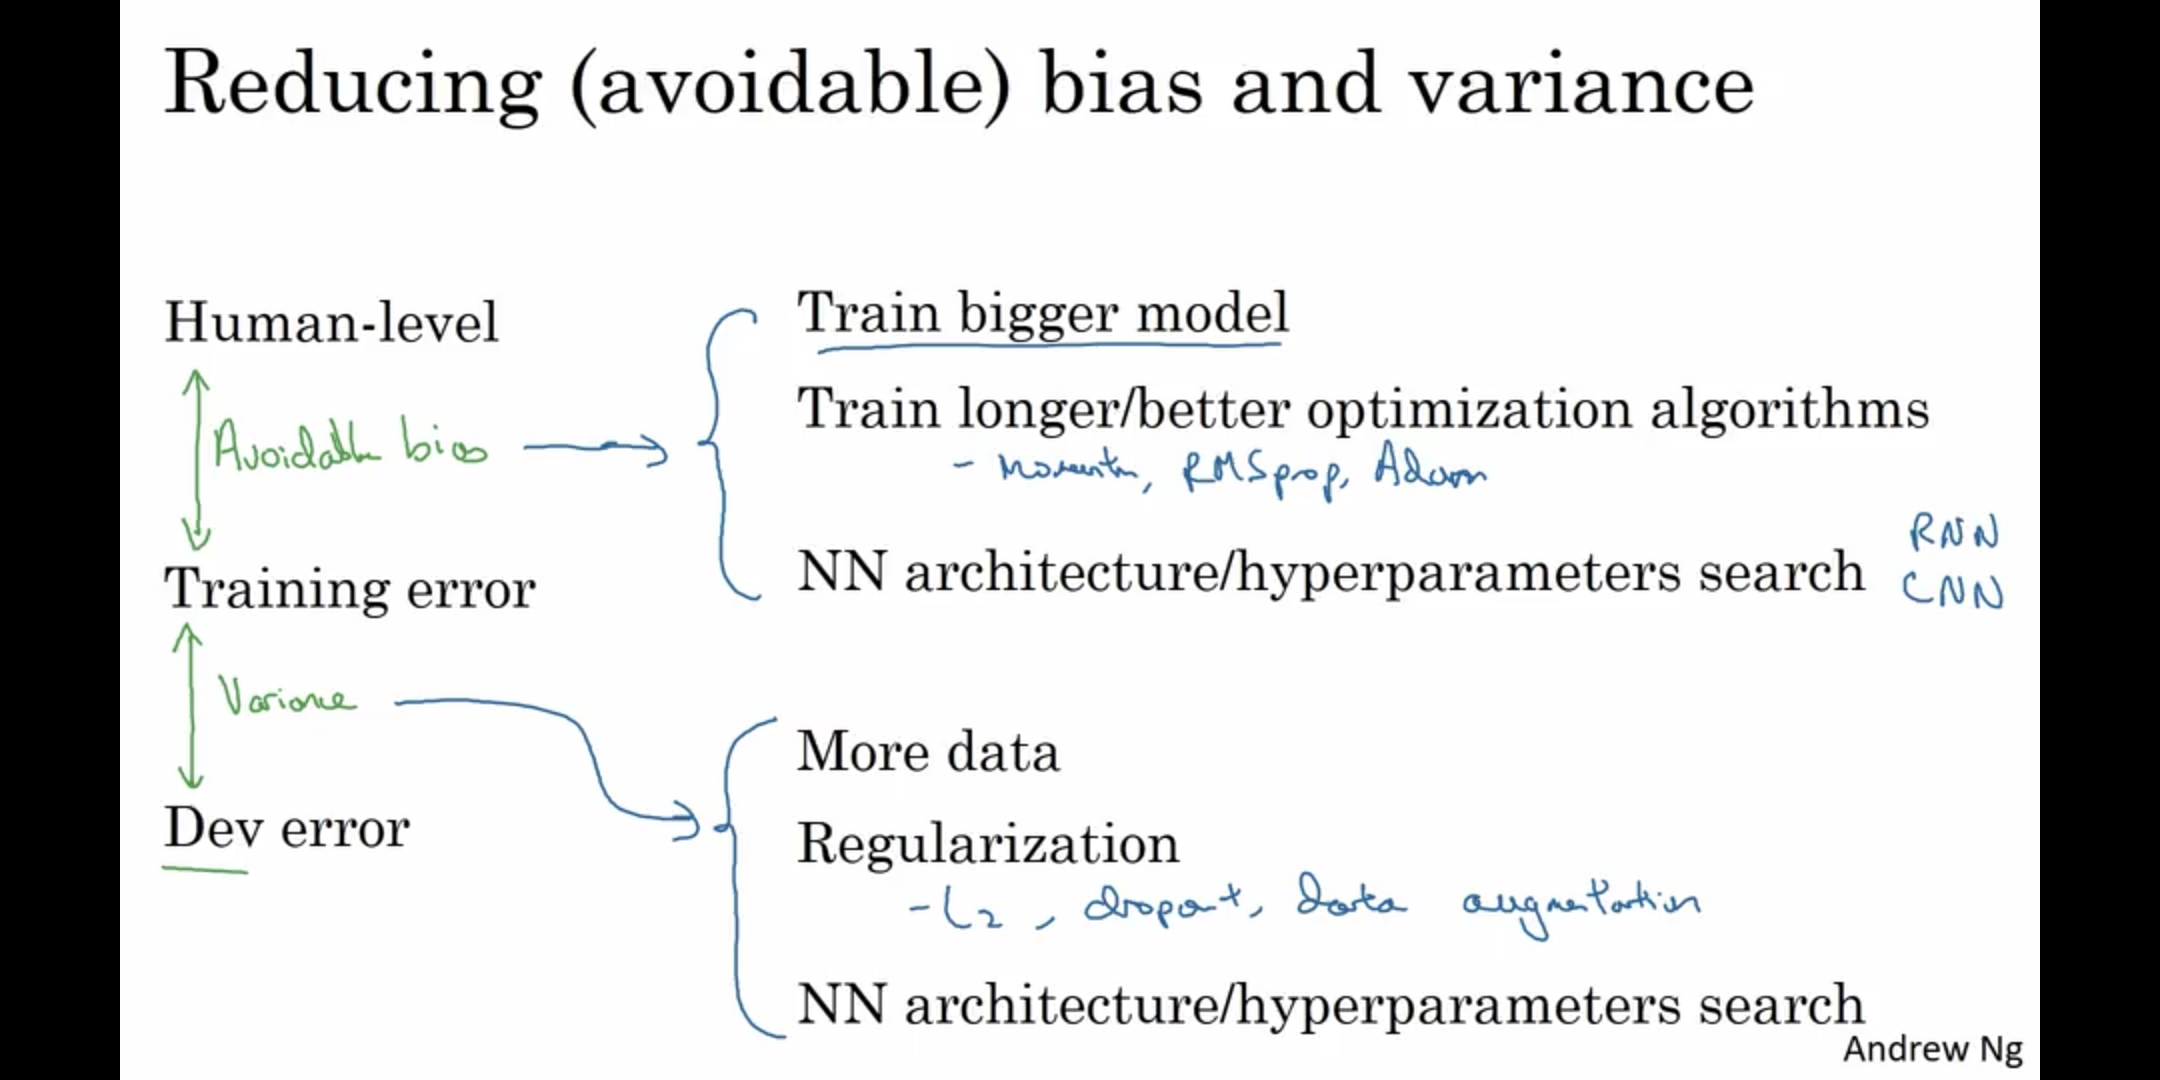 Reducing (avoidable) bias and variance
Human-level
Avoidable bias
Training error
Variance
Dev error
Train bigger model
Train longer/better optimization algorithms
- Momentum, RMSprop, Adam
NN architecture/hyperparameters search
RNN
CNN
More data
Regularization
- L2, dropout, data augmentation
NN architecture/hyperparameters search
Andrew Ng